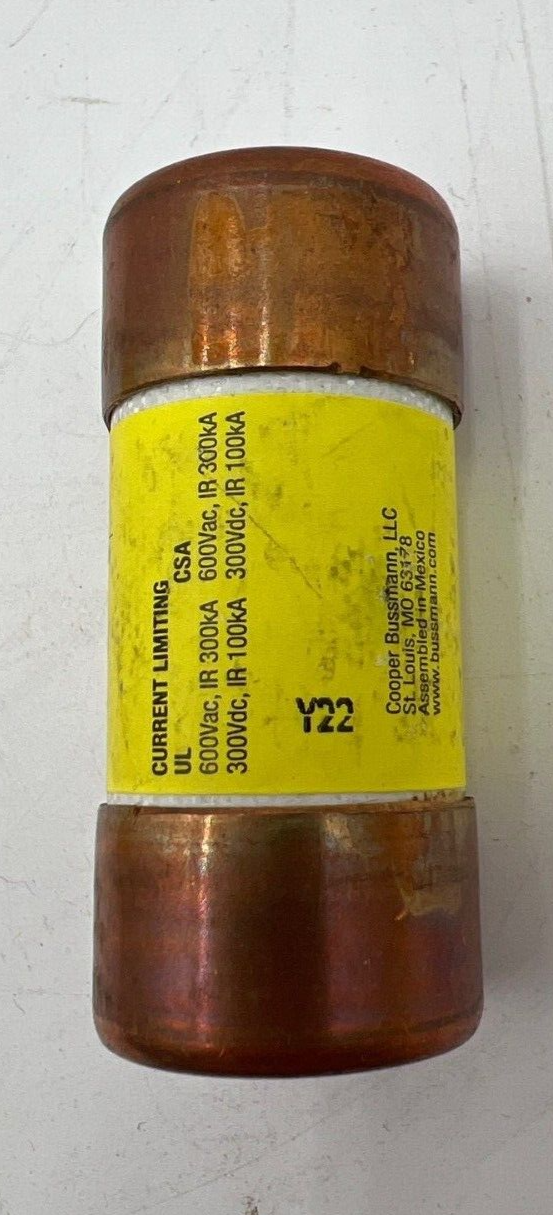 CURRENT LIMITING
UL CSA
600Vac, IR 300kA 600Vac, IR 300kA
300Vdc, IR 100kA 300Vdc, IR 100kA
Cooper Bussmann, LLC
St. Louis, MO 63178
Assembled in Mexico
www.bussmann.com